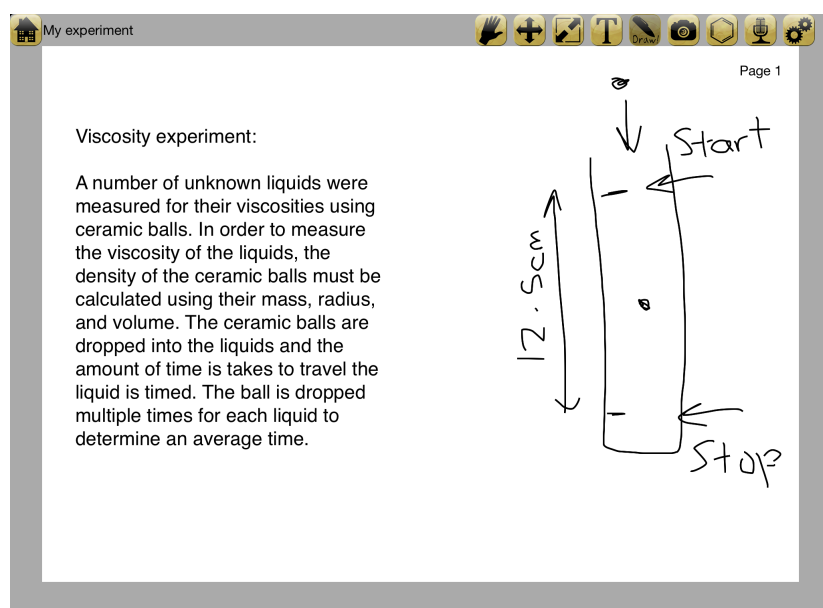 My experiment
Draw!
Page 1
Viscosity experiment:
A number of unknown liquids were
measured for their viscosities using
ceramic balls. In order to measure
the viscosity of the liquids, the
density of the ceramic balls must be
calculated using their mass, radius,
and volume. The ceramic balls are
dropped into the liquids and the
amount of time is takes to travel the
liquid is timed. The ball is dropped
multiple times for each liquid to
determine an average time.
Start
12.5cm
Stop